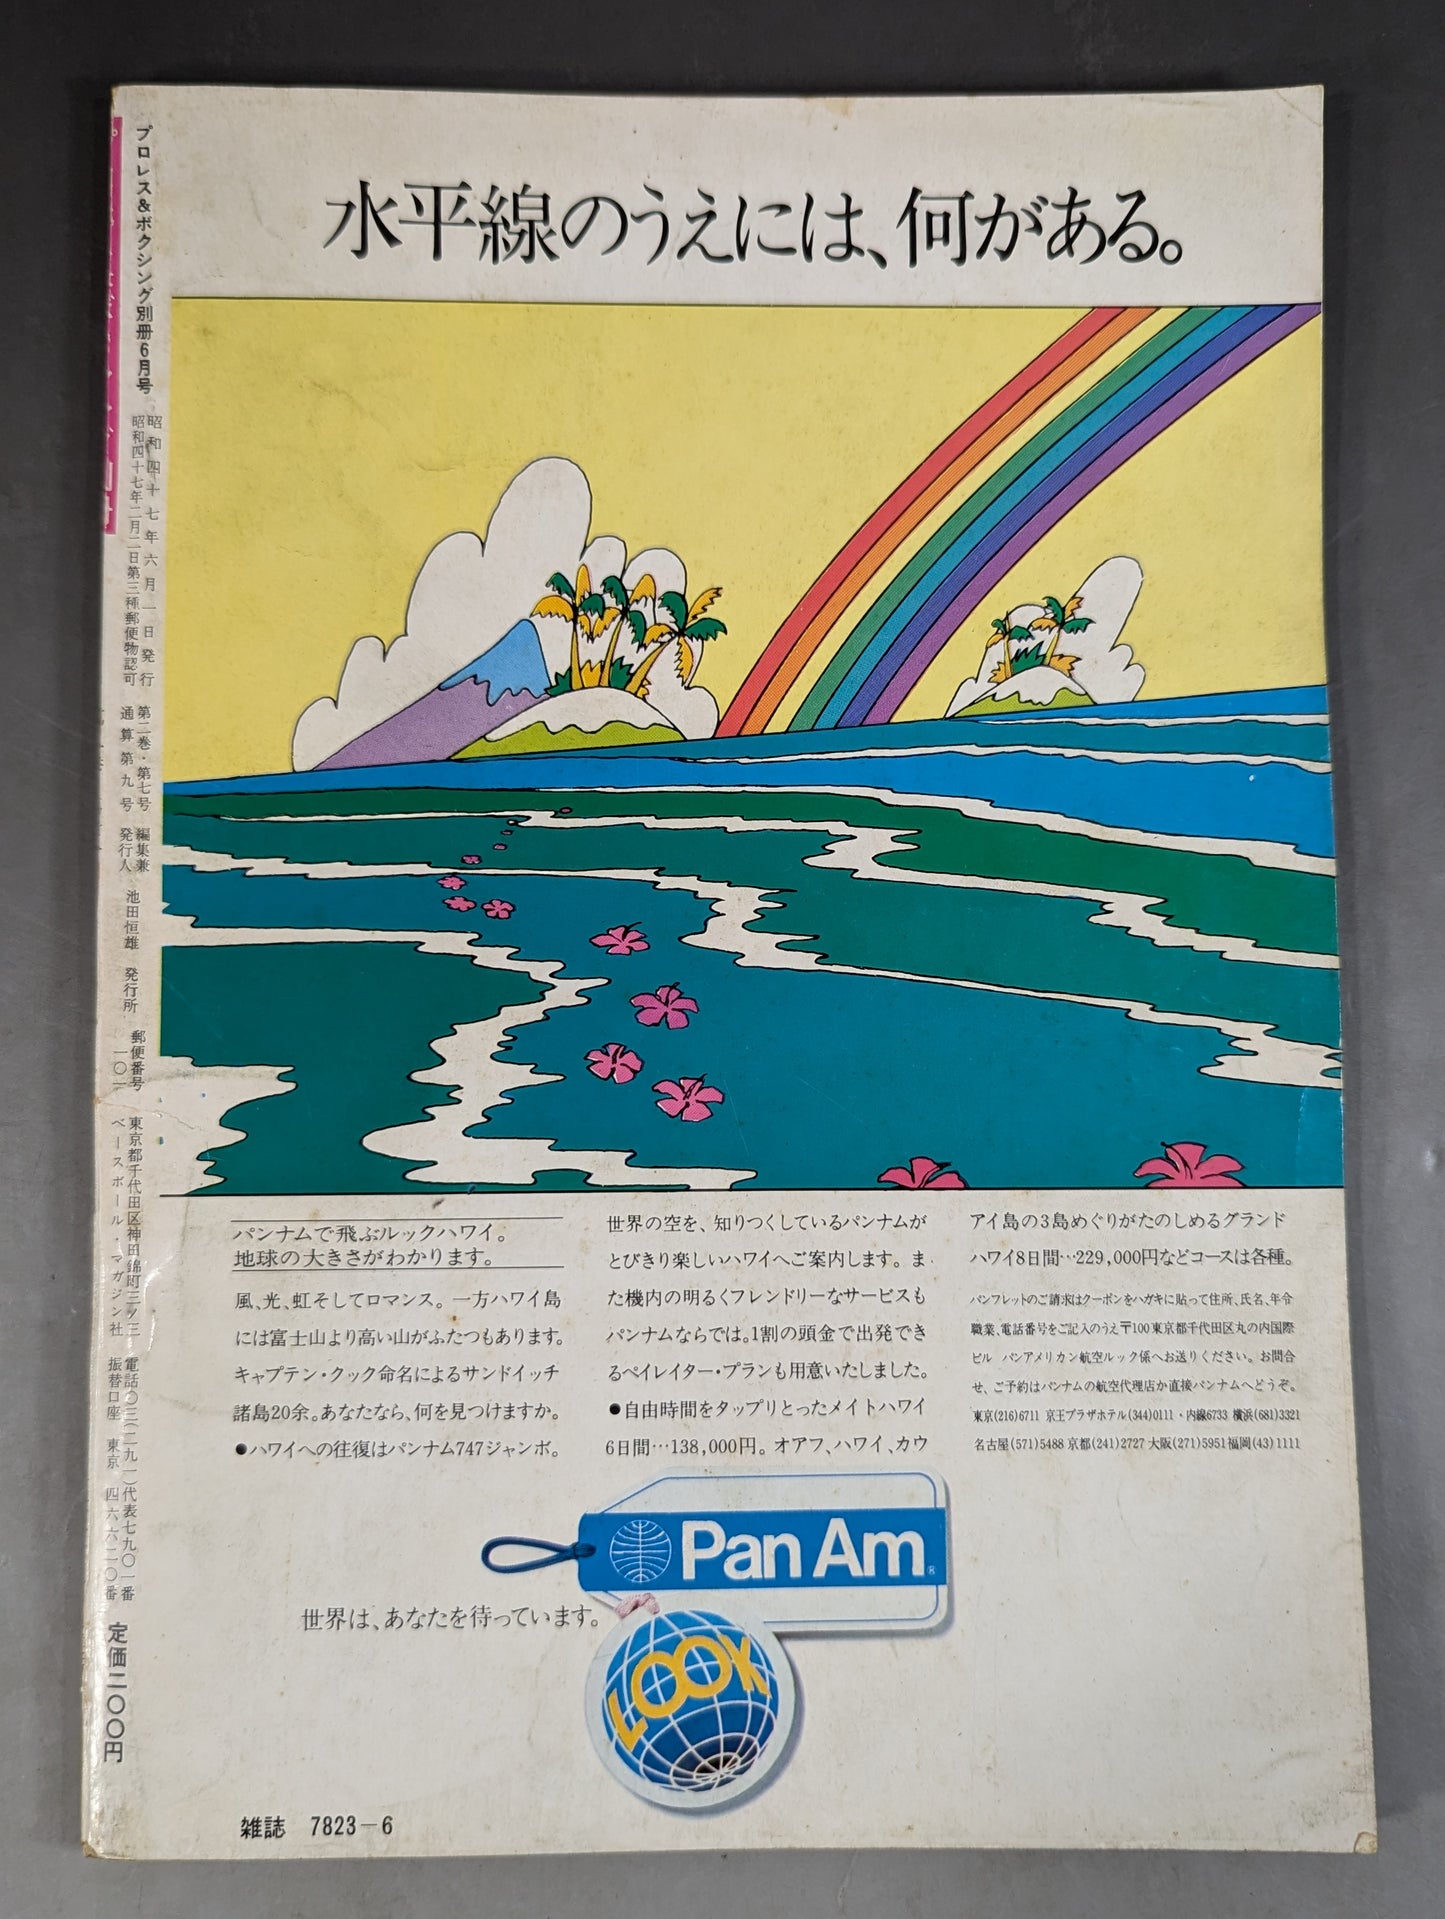 水平線のうえには、何がある。
パンナムで飛ぶルックハワイ。
地球の大きさがわかります。
風、光、虹そしてロマンス。一方ハワイ島
には富士山より高い山がふたつもあります。
キャプテン・クック命名によるサンドイッチ
諸島20余。あなたなら、何を見つけますか。
●ハワイへの往復はパンナム747ジャンボ。
世界の空を、知りつくしているパンナムが
とびきり楽しいハワイへご案内します。ま
た機内の明るくフレンドリーなサービスも
パンナムならでは。1割の頭金で出発でき
るペイレイター・プランも用意いたしました。
●自由時間をタップリとったメイトハワイ
6日間…138,000円。オアフ、ハワイ、カウ
アイ島の3島めぐりがたのしめるグランド
ハワイ8日間…229,000円などコースは各種。
パンフレットのご請求はクーポンをハガキに貼って住所、氏名、年令
職業、電話番号をご記入のうえ〒100東京都千代田区丸の内国際
ビル パンアメリカン航空ルック係へお送りください。お問合
せ、ご予約はパンナムの航空代理店か直接パンナムへどうぞ。
東京(216)6711 京王プラザホテル(344)0111・内線6733 横浜(681)3321
名古屋(571)5488 京都(241)2727 大阪(271)5951 福岡(43)1111
Pan Am®
世界は、あなたを待っています。
LOOK
雑誌 7823-6
プロレス&ボクシング別冊6月号
昭和四十七年六月一日発行
昭和四十七年二月二日第三種郵便物認可
第二巻・第七号
通算第九号
編集兼
発行人
池田恒雄
発行所
郵便番号
一〇一
東京都千代田区神田錦町三ノ三
ベースボール・マガジン社
電話〇三(二九一)代表七九〇一番
振替口座 東京 四六六二〇番
定価二〇〇円